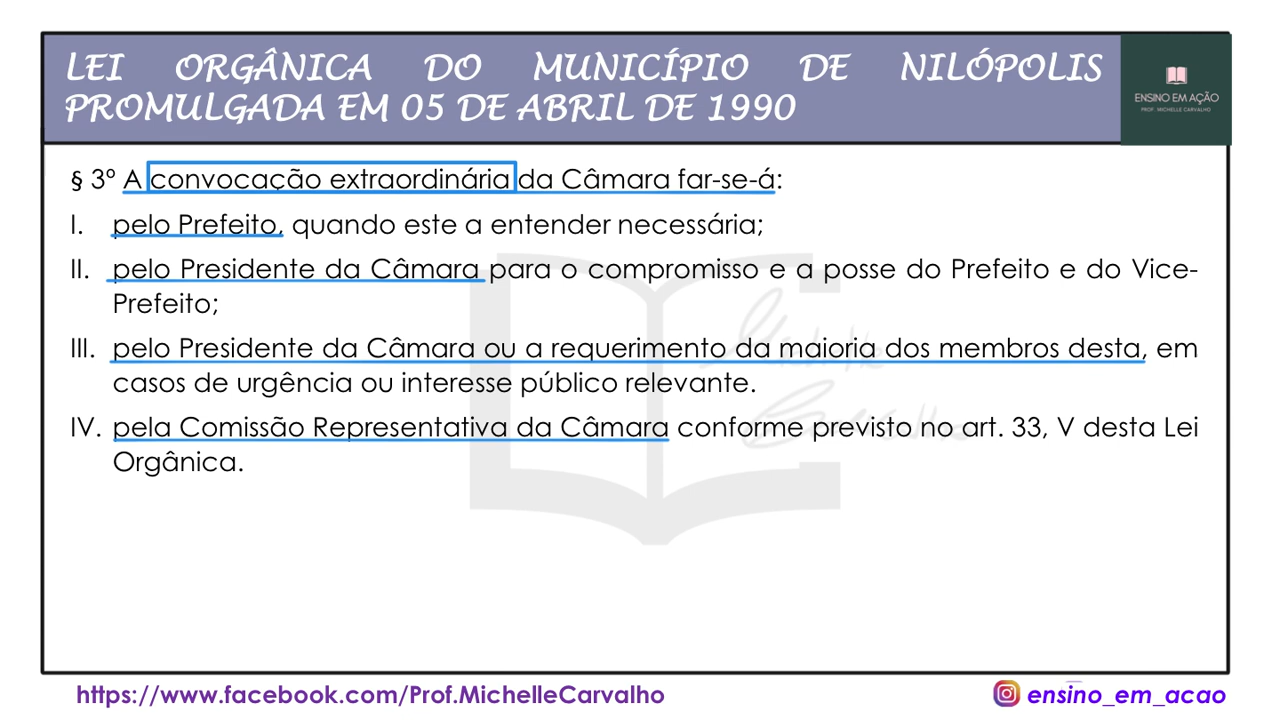 LEI ORGÂNICA DO MUNICÍPIO DE NILÓPOLIS
PROMULGADA EM 05 DE ABRIL DE 1990
ENSINO EM AÇÃO
PROF. MICHELLE CARVALHO
§ 3º A convocação extraordinária da Câmara far-se-á:
I. pelo Prefeito, quando este a entender necessária;
II. pelo Presidente da Câmara para o compromisso e a posse do Prefeito e do Vice-
Prefeito;
III. pelo Presidente da Câmara ou a requerimento da maioria dos membros desta, em
casos de urgência ou interesse público relevante.
IV. pela Comissão Representativa da Câmara conforme previsto no art. 33, V desta Lei
Orgânica.
https://www.facebook.com/Prof.MichelleCarvalho
ensino_em_acao